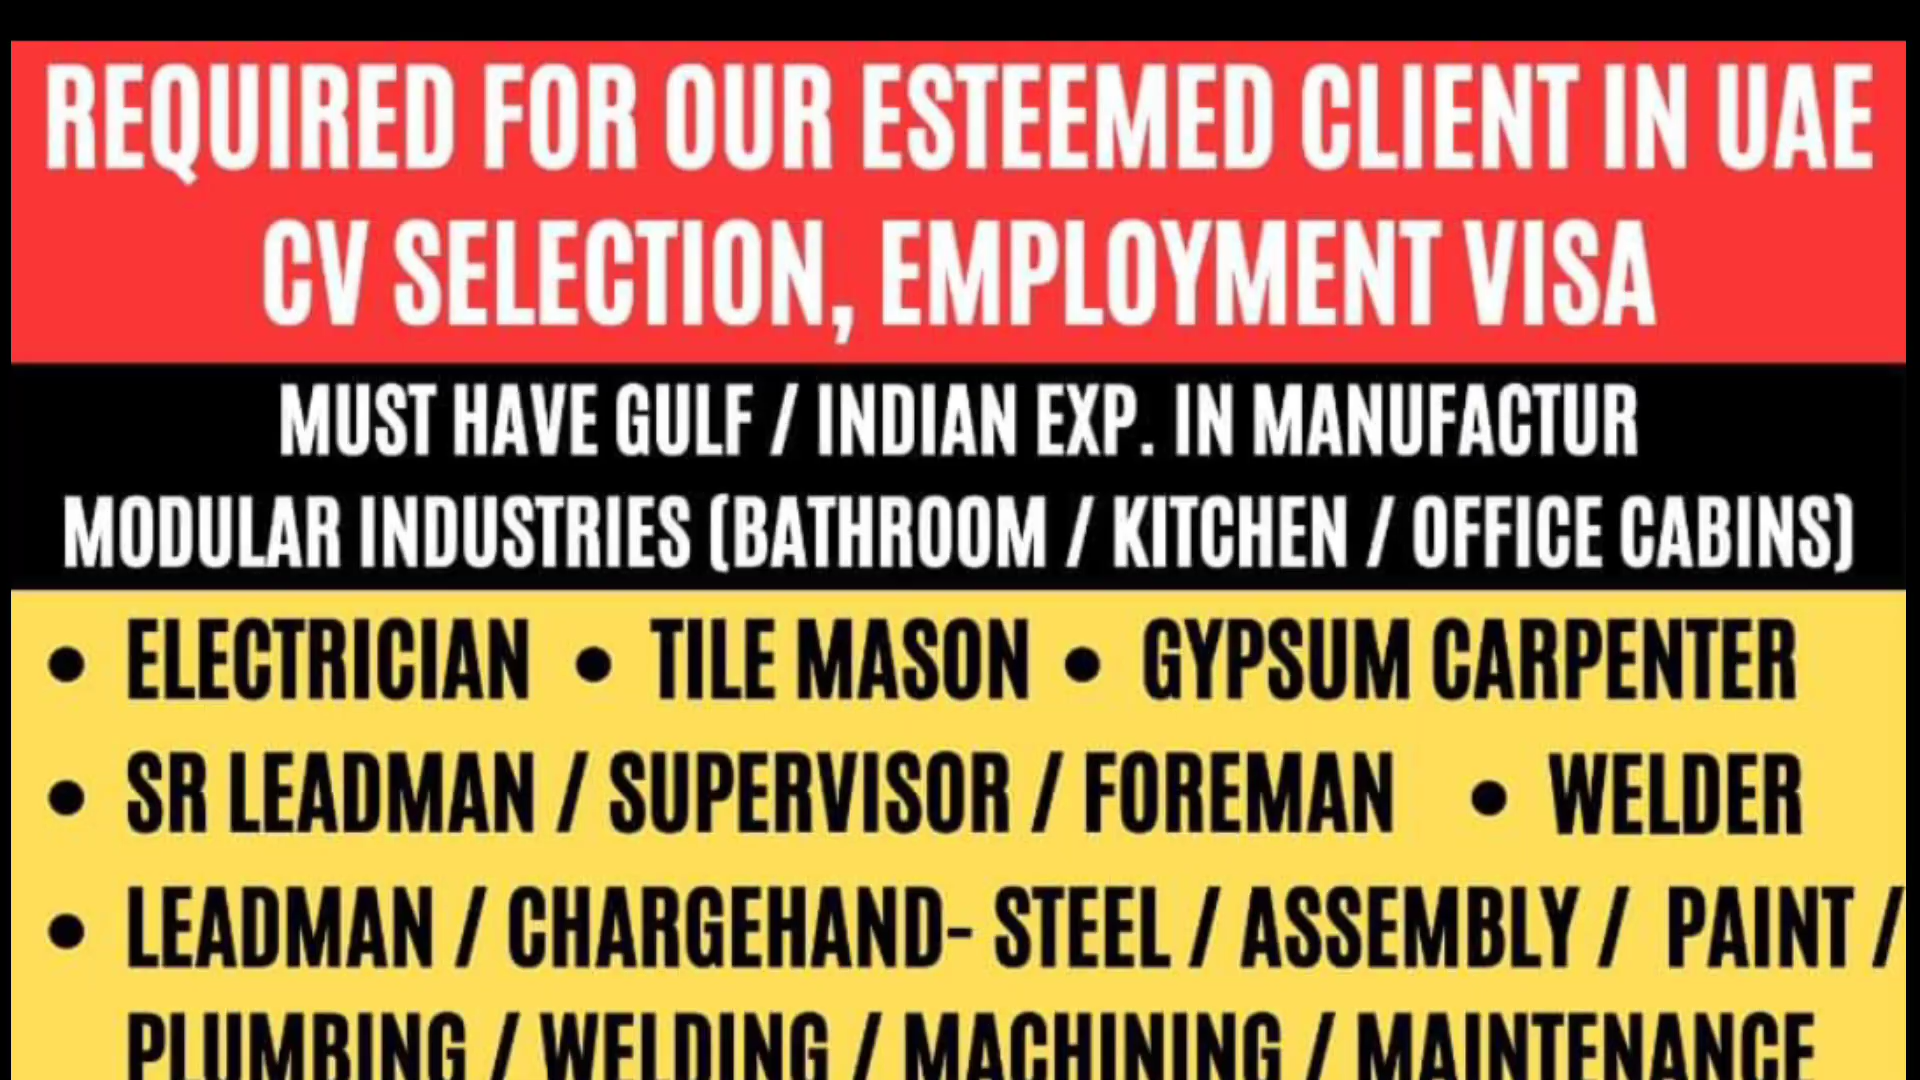 REQUIRED FOR OUR ESTEEMED CLIENT IN UAE
CV SELECTION, EMPLOYMENT VISA
MUST HAVE GULF / INDIAN EXP. IN MANUFACTUR
MODULAR INDUSTRIES (BATHROOM / KITCHEN / OFFICE CABINS)
• ELECTRICIAN • TILE MASON • GYPSUM CARPENTER
• SR LEADMAN / SUPERVISOR / FOREMAN • WELDER
• LEADMAN / CHARGEHAND- STEEL / ASSEMBLY / PAINT /
PLUMBING / WELDING / MACHINING / MAINTENANCE